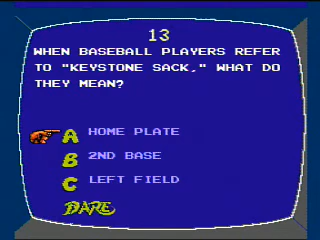 13
WHEN BASEBALL PLAYERS REFER
TO "KEYSTONE SACK," WHAT DO
THEY MEAN?
A HOME PLATE
B 2ND BASE
C LEFT FIELD
DARE